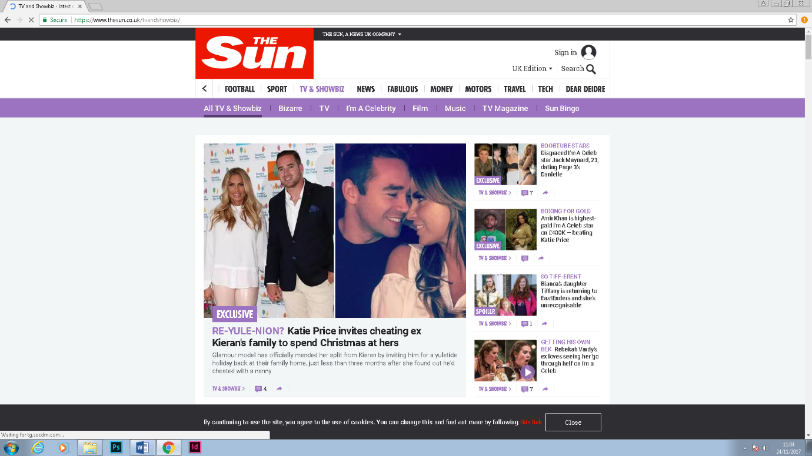 TV and Showbiz - latest c
Secure https://www.thesun.co.uk/tvandshowbiz/
THE Sun
THE SUN, A NEWS UK COMPANY
Sign in
UK Edition Search
FOOTBALL SPORT TV & SHOWBIZ NEWS FABULOUS MONEY MOTORS TRAVEL TECH DEAR DEIDRE
All TV & Showbiz Bizarre TV I'm A Celebrity Film Music TV Magazine Sun Bingo
EXCLUSIVE
RE-YULE-NION? Katie Price invites cheating ex
Kieran's family to spend Christmas at hers
Glamour model has officially mended her split from Kieran by inviting him for a yuletide
holiday back at their family home, just less than three months after she found out he'd
cheated with a nanny
TV & SHOWBIZ 4
BOOBTUBE STARS
Disgraced I'm A Celeb
star Jack Maynard, 23,
dating Page 3's
Danielle
EXCLUSIVE
TV & SHOWBIZ 7
BOXING FOR GOLD
Amir Khan is highest-
paid I'm A Celeb star
on £400K — beating
Katie Price
EXCLUSIVE
TV & SHOWBIZ
SO TIFF-ERENT
Bianca's daughter
Tiffany is returning to
EastEnders and she's
unrecognisable
SPOILER
TV & SHOWBIZ 1
GETTING HIS OWN
BEK Rebekah Vardy's
ex loves seeing her 'go
through hell' on I'm a
Celeb
TV & SHOWBIZ 7
By continuing to use the site, you agree to the use of cookies. You can change this and find out more by following this link
Close
Waiting for
Ps
W
Id
24/11/2017